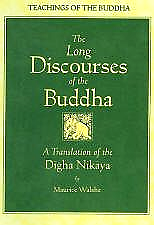 TEACHINGS OF THE BUDDHA
The
Long
Discourses
of the
Buddha
A Translation of the
Digha Nikaya
by
Maurice Walshe